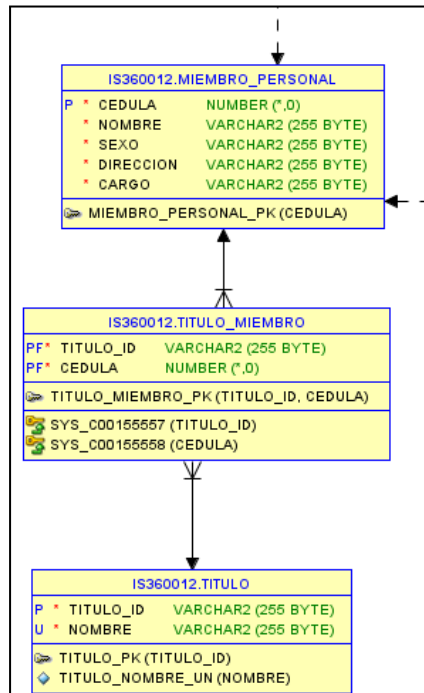 IS360012.MIEMBRO_PERSONAL
P * CEDULA NUMBER (*,0)
* NOMBRE VARCHAR2 (255 BYTE)
* SEXO VARCHAR2 (255 BYTE)
* DIRECCION VARCHAR2 (255 BYTE)
* CARGO VARCHAR2 (255 BYTE)
MIEMBRO_PERSONAL_PK (CEDULA)
IS360012.TITULO_MIEMBRO
PF* TITULO_ID VARCHAR2 (255 BYTE)
PF* CEDULA NUMBER (*,0)
TITULO_MIEMBRO_PK (TITULO_ID, CEDULA)
SYS_C00155557 (TITULO_ID)
SYS_C00155558 (CEDULA)
IS360012.TITULO
P * TITULO_ID VARCHAR2 (255 BYTE)
U * NOMBRE VARCHAR2 (255 BYTE)
TITULO_PK (TITULO_ID)
TITULO_NOMBRE_UN (NOMBRE)